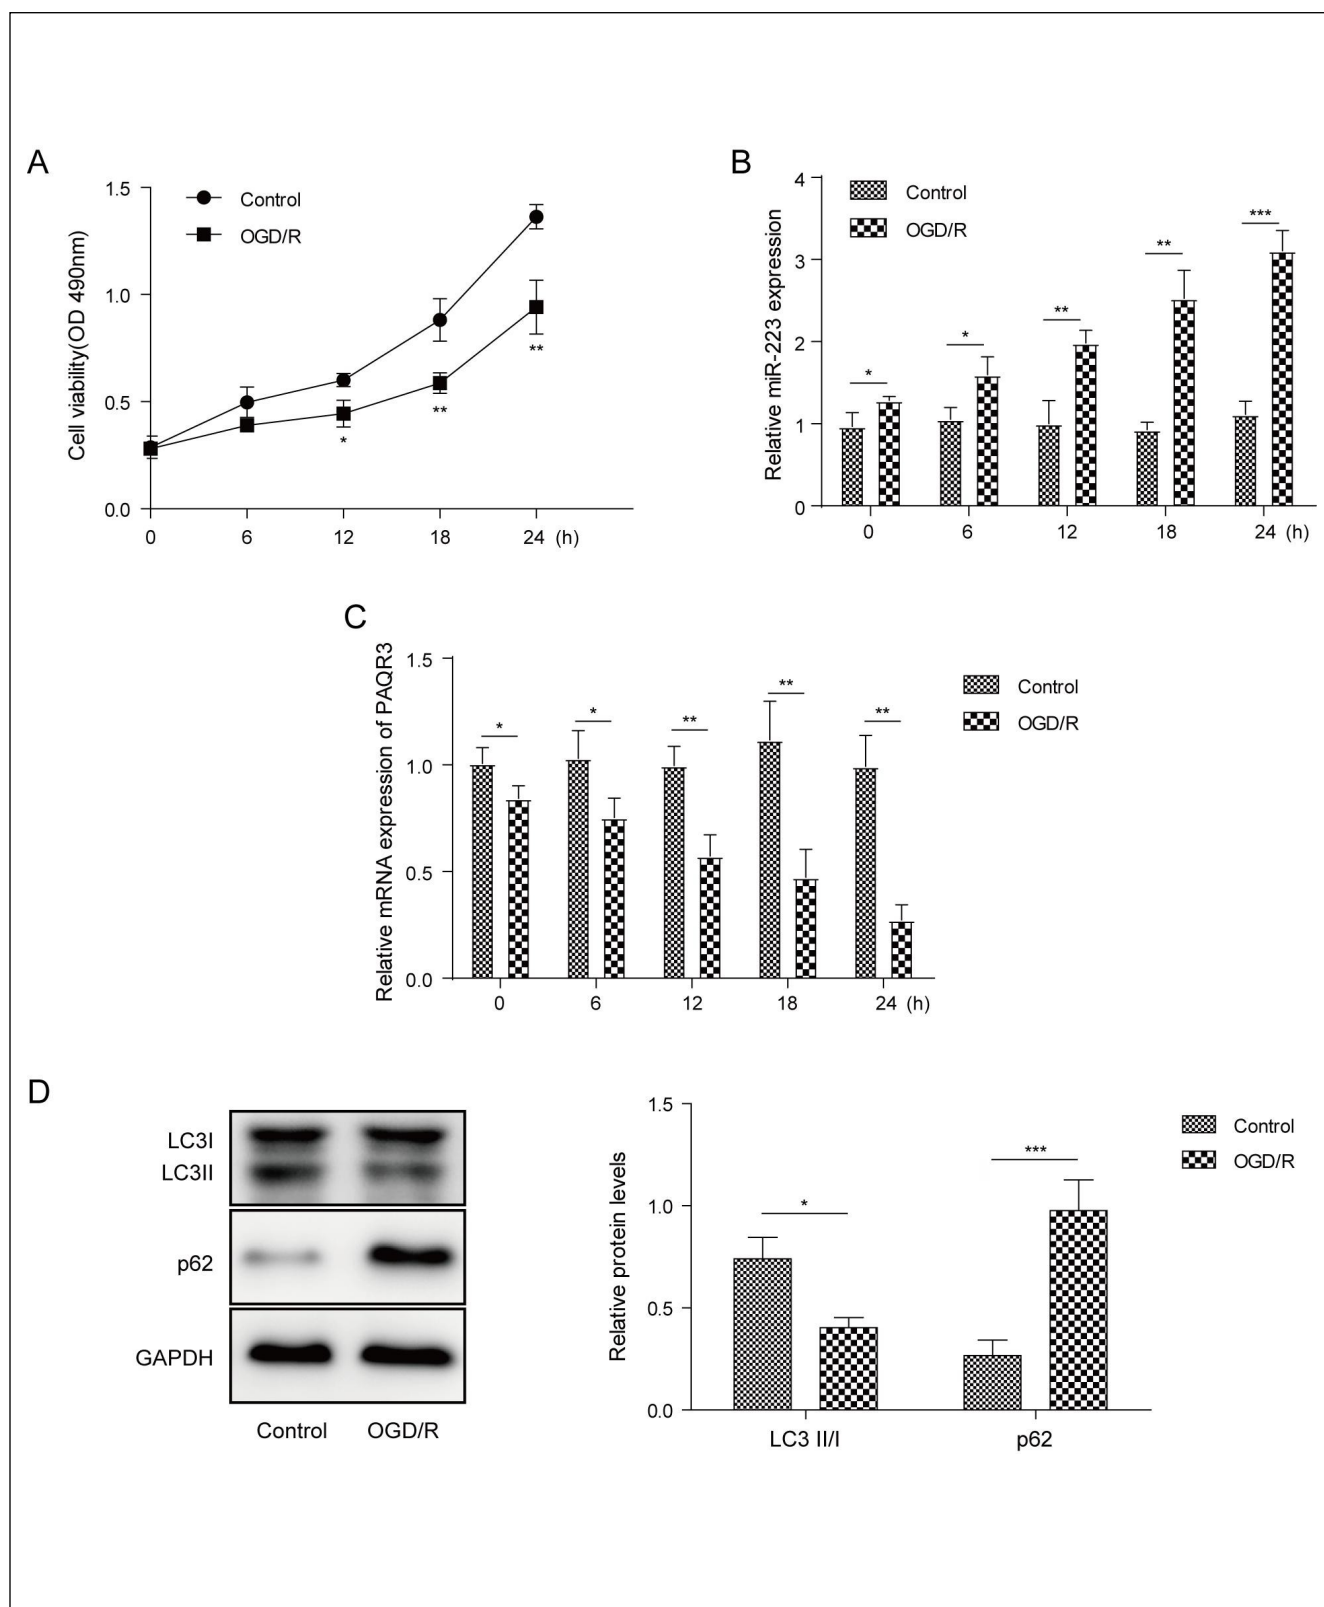 A
Control
OGD/R
Cell viability(OD 490nm)
1.5
1.0
0.5
0.0
*
**
**
0 6 12 18 24 (h)
B
Control
OGD/R
Relative miR-223 expression
4
3
2
1
0
*
*
**
**
***
0 6 12 18 24 (h)
C
Control
OGD/R
Relative mRNA expression of PAQR3
1.5
1.0
0.5
0.0
*
*
**
**
**
0 6 12 18 24 (h)
D
LC3I
LC3II
p62
GAPDH
Control OGD/R
Relative protein levels
1.5
1.0
0.5
0.0
*
***
LC3 II/I p62
Control
OGD/R